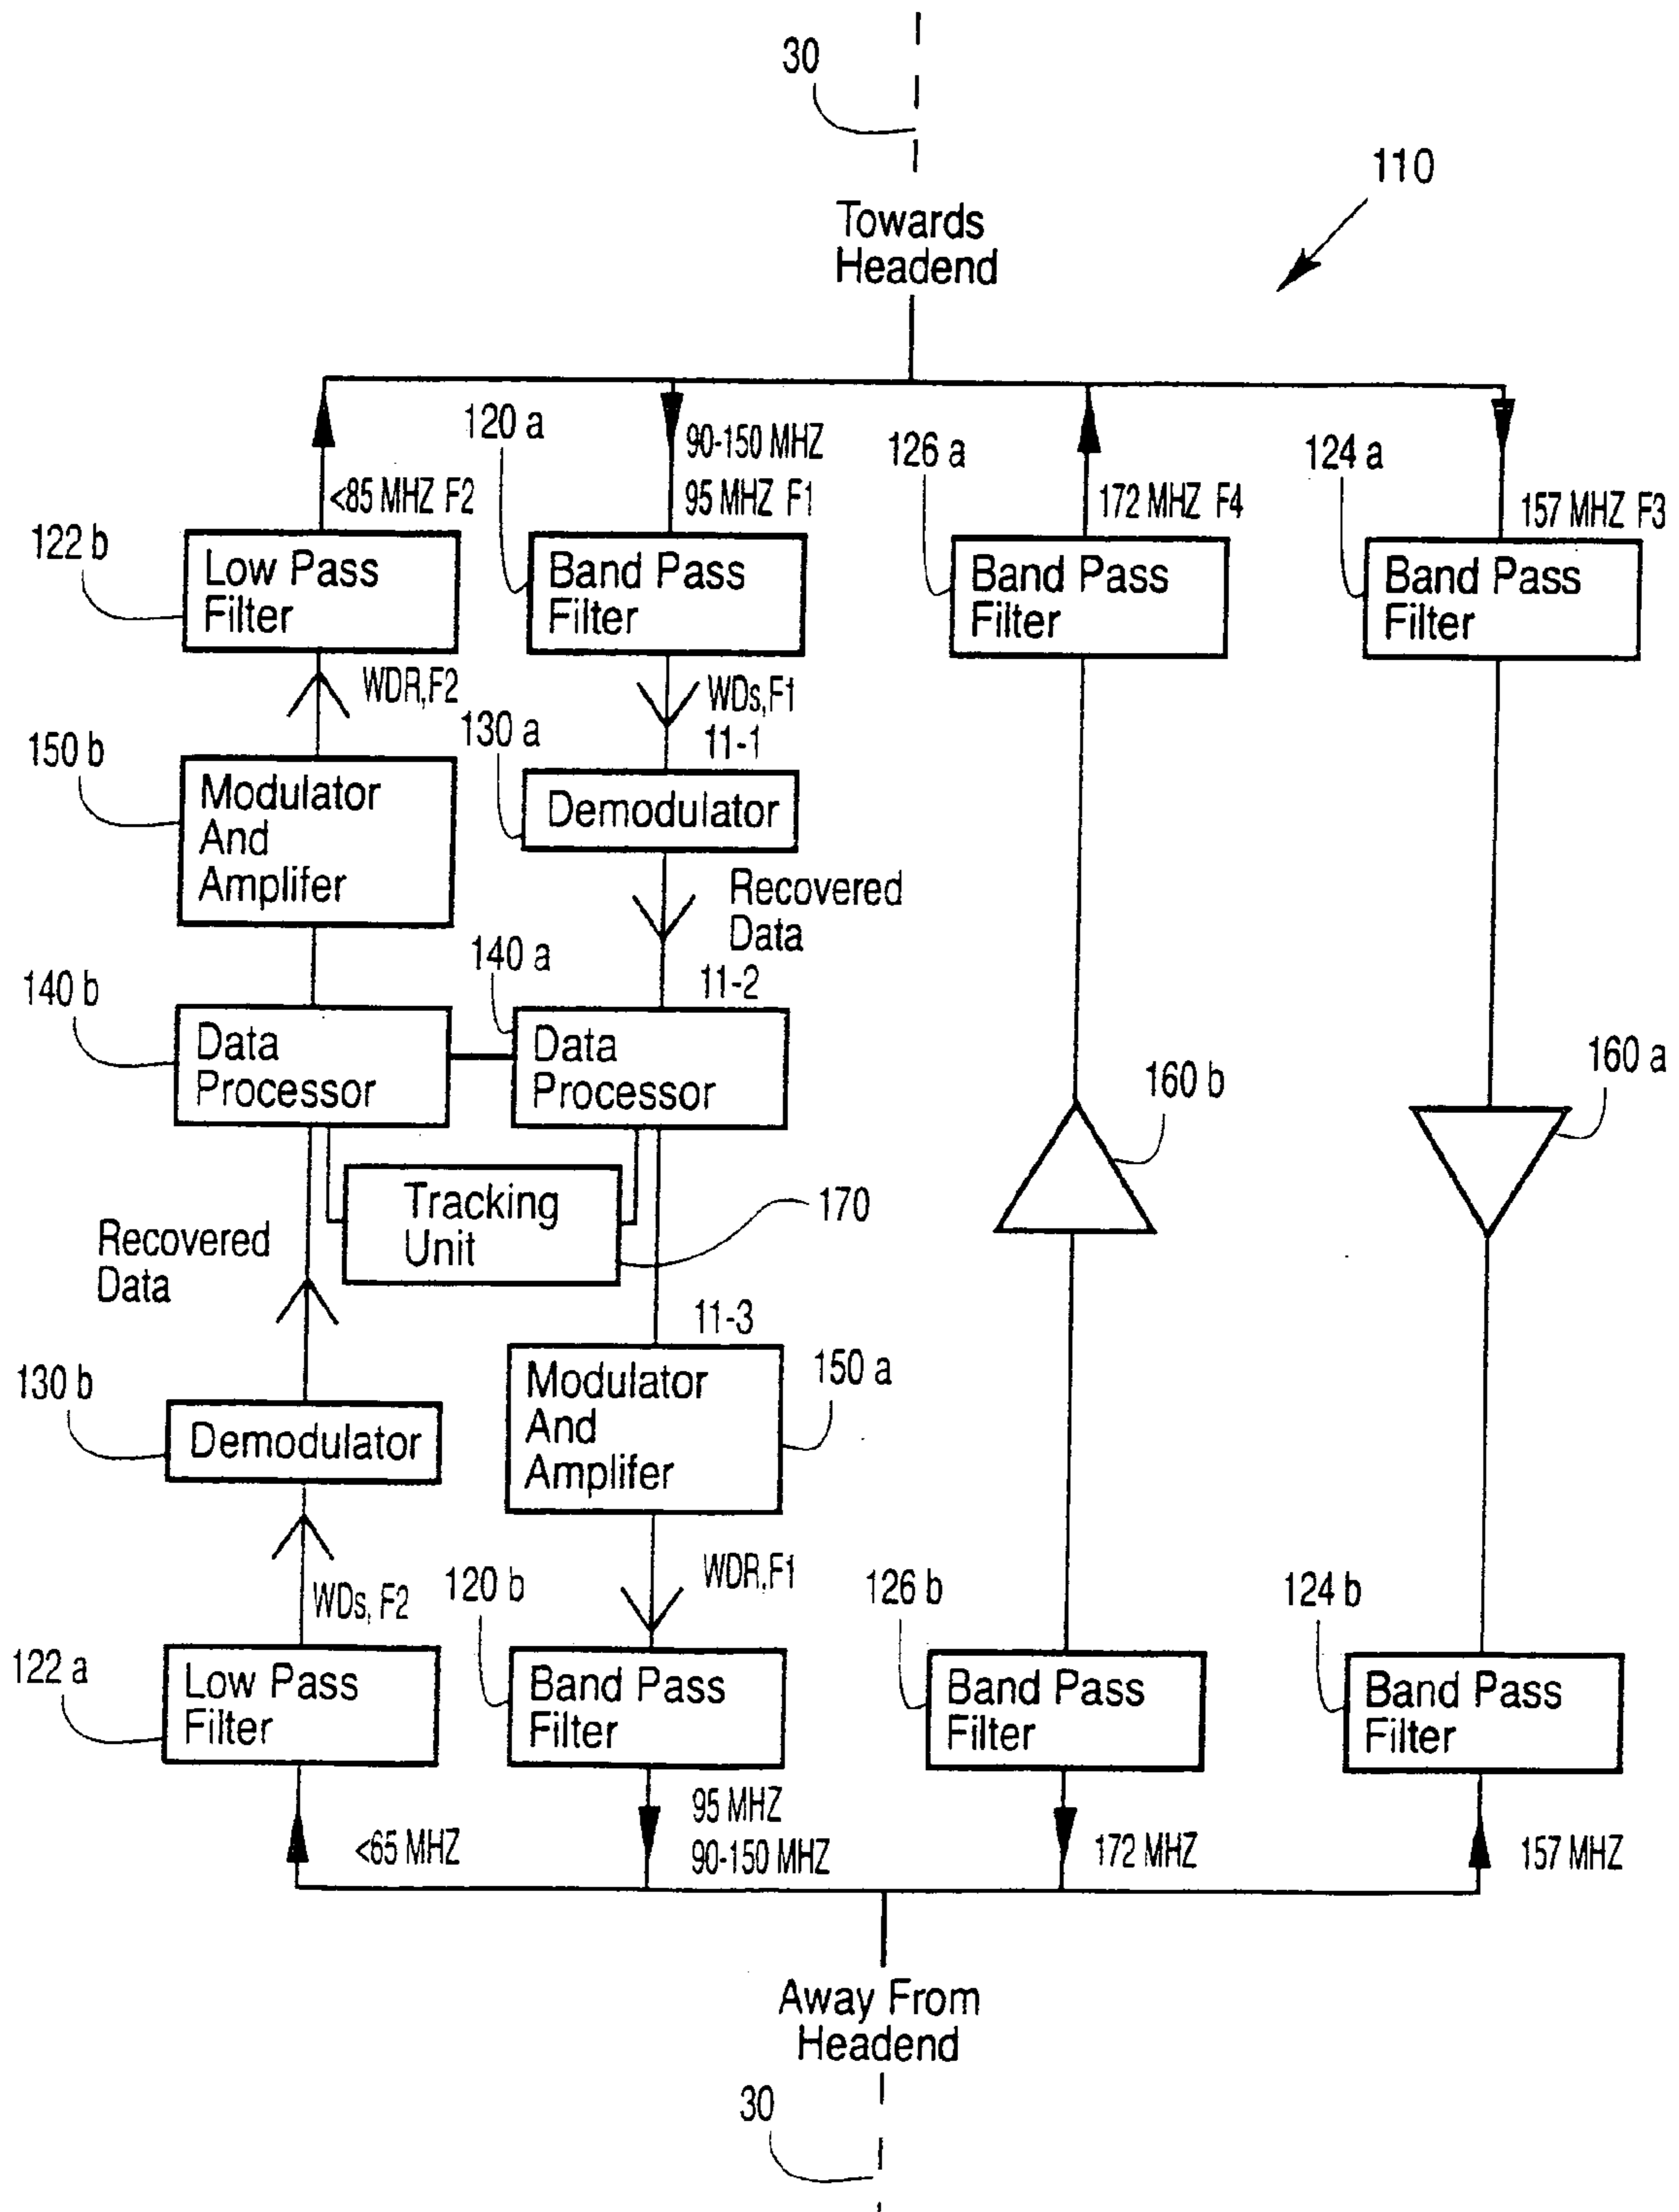 30
110
Towards
Headend
120 a
90-150 MHZ
95 MHZ F1
126 a
124 a
<85 MHZ F2
172 MHZ F4
157 MHZ F3
122 b
Low Pass
Filter
Band Pass
Filter
Band Pass
Filter
Band Pass
Filter
WDR,F2
WDs,F1
11-1
130 a
150 b
Modulator
And
Amplifer
Demodulator
Recovered
Data
140 a
11-2
140 b
Data
Processor
Data
Processor
160 b
160 a
Tracking
Unit
170
Recovered
Data
11-3
130 b
Demodulator
Modulator
And
Amplifer
150 a
WDs, F2
120 b
WDR,F1
126 b
124 b
122 a
Low Pass
Filter
Band Pass
Filter
Band Pass
Filter
Band Pass
Filter
<65 MHZ
95 MHZ
90-150 MHZ
172 MHZ
157 MHZ
Away From
Headend
30